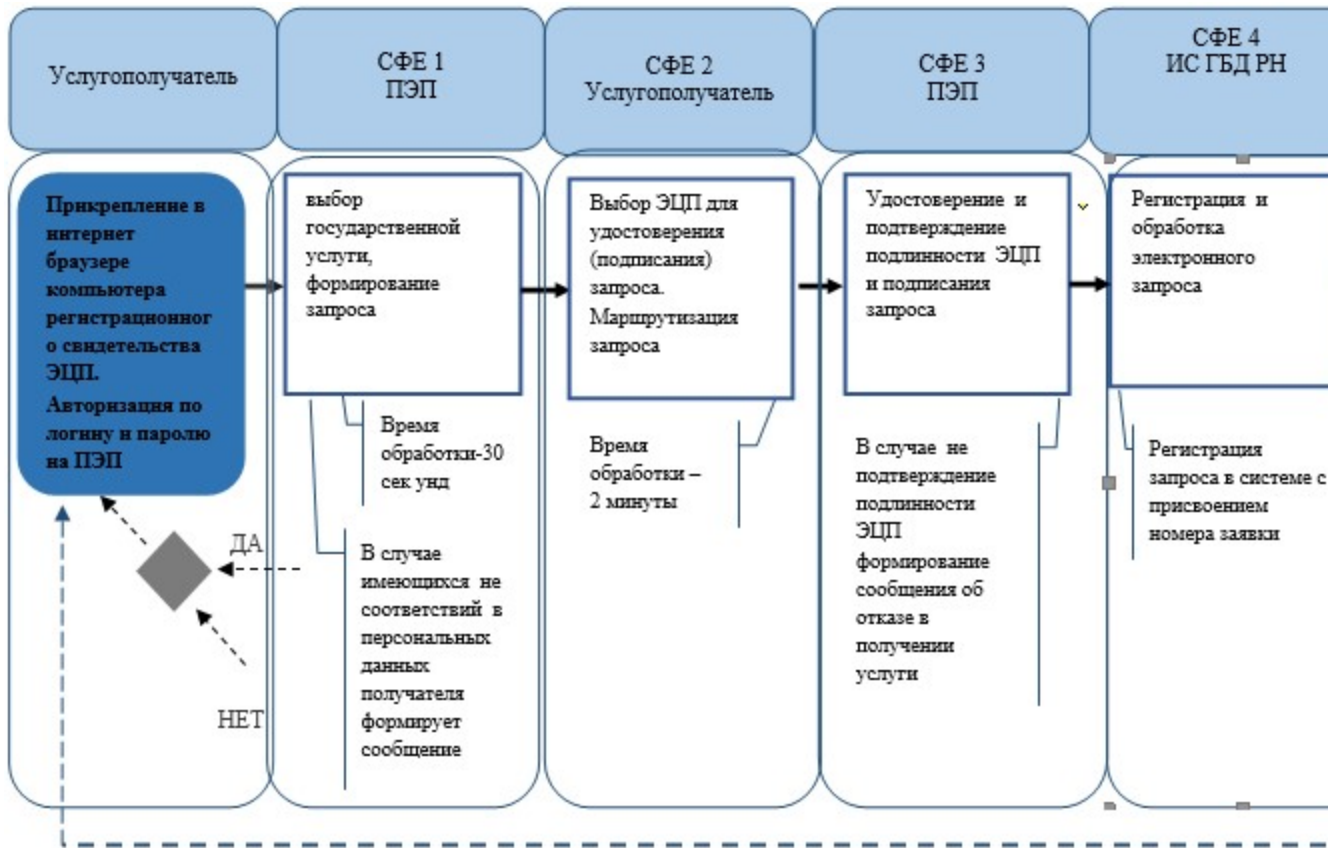 Услугополучатель
СФЕ 1
ПЭП
СФЕ 2
Услугополучатель
СФЕ 3
ПЭП
СФЕ 4
ИС ГБД РН
Прикрепление в
интернет
браузере
компьютера
регистрационног
о свидетельства
ЭЦП.
Авторизация по
логину и паролю
на ПЭП
ДА
НЕТ
выбор
государственной
услуги,
формирование
запроса
Время
обработки-30
сек унд
В случае
имеющихся не
соответствий в
персональных
данных
получателя
формирует
сообщение
Выбор ЭЦП для
удостоверения
(подписания)
запроса.
Маршрутизация
запроса
Время
обработки –
2 минуты
Удостоверение и
подтверждение
подлинности ЭЦП
и подписания
запроса
В случае не
подтверждение
подлинности
ЭЦП
формирование
сообщения об
отказе в
получении
услуги
Регистрация и
обработка
электронного
запроса
Регистрация
запроса в системе с
присвоением
номера заявки